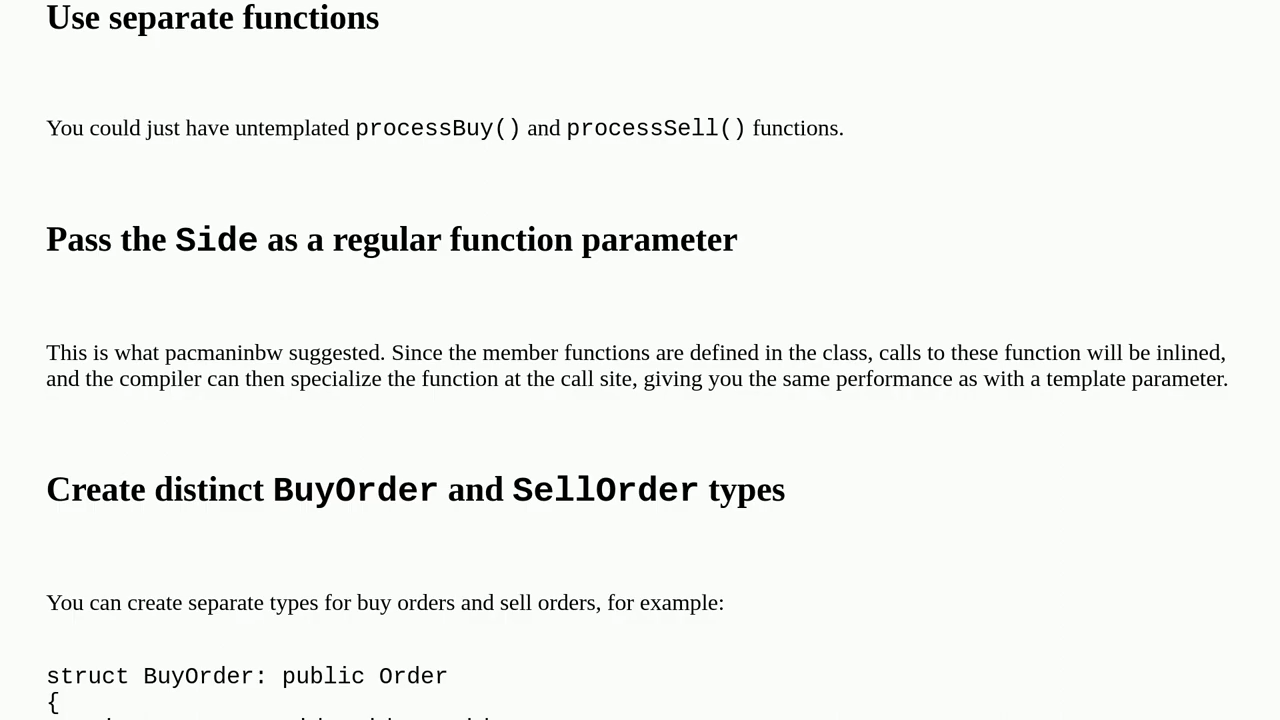 Use separate functions
You could just have untemplated processBuy() and processSell() functions.
Pass the Side as a regular function parameter
This is what pacmaninbw suggested. Since the member functions are defined in the class, calls to these function will be inlined,
and the compiler can then specialize the function at the call site, giving you the same performance as with a template parameter.
Create distinct BuyOrder and SellOrder types
You can create separate types for buy orders and sell orders, for example:
struct BuyOrder: public Order
{